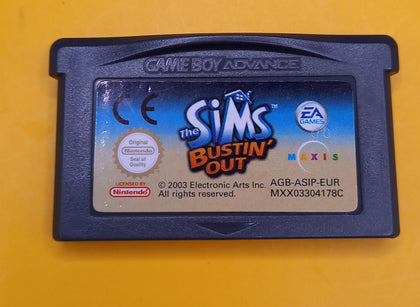 GAME BOY ADVANCE
CE
The SiMS
BUSTIN'
OUT
EA
GAMES
MAXIS
Original
Nintendo
Seal of
Quality
LICENSED BY
Nintendo
© 2003 Electronic Arts Inc.
All rights reserved.
AGB-ASIP-EUR
MXX03304178C